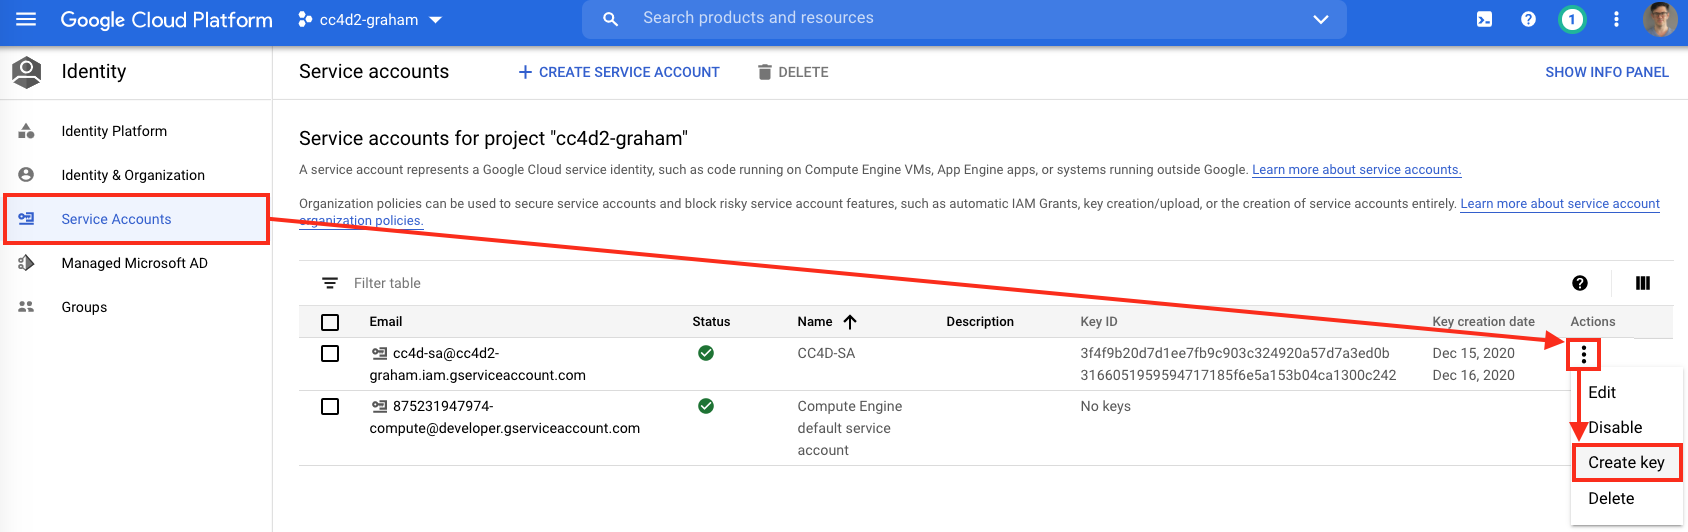 Google Cloud Platform
cc4d2-graham
Search products and resources
1
Identity
Service accounts
CREATE SERVICE ACCOUNT
DELETE
SHOW INFO PANEL
Identity Platform
Identity & Organization
Service Accounts
Managed Microsoft AD
Groups
Service accounts for project "cc4d2-graham"
A service account represents a Google Cloud service identity, such as code running on Compute Engine VMs, App Engine apps, or systems running outside Google. Learn more about service accounts.
Organization policies can be used to secure service accounts and block risky service account features, such as automatic IAM Grants, key creation/upload, or the creation of service accounts entirely. Learn more about service account
organization policies.
Filter table
Email Status Name Description Key ID Key creation date Actions
cc4d-sa@cc4d2- CC4D-SA 3f4f9b20d7d1ee7fb9c903c324920a57d7a3ed0b Dec 15, 2020
graham.iam.gserviceaccount.com 3166051959594717185f6e5a153b04ca1300c242 Dec 16, 2020
875231947974- Compute Engine No keys
compute@developer.gserviceaccount.com default service
account
Edit
Disable
Create key
Delete